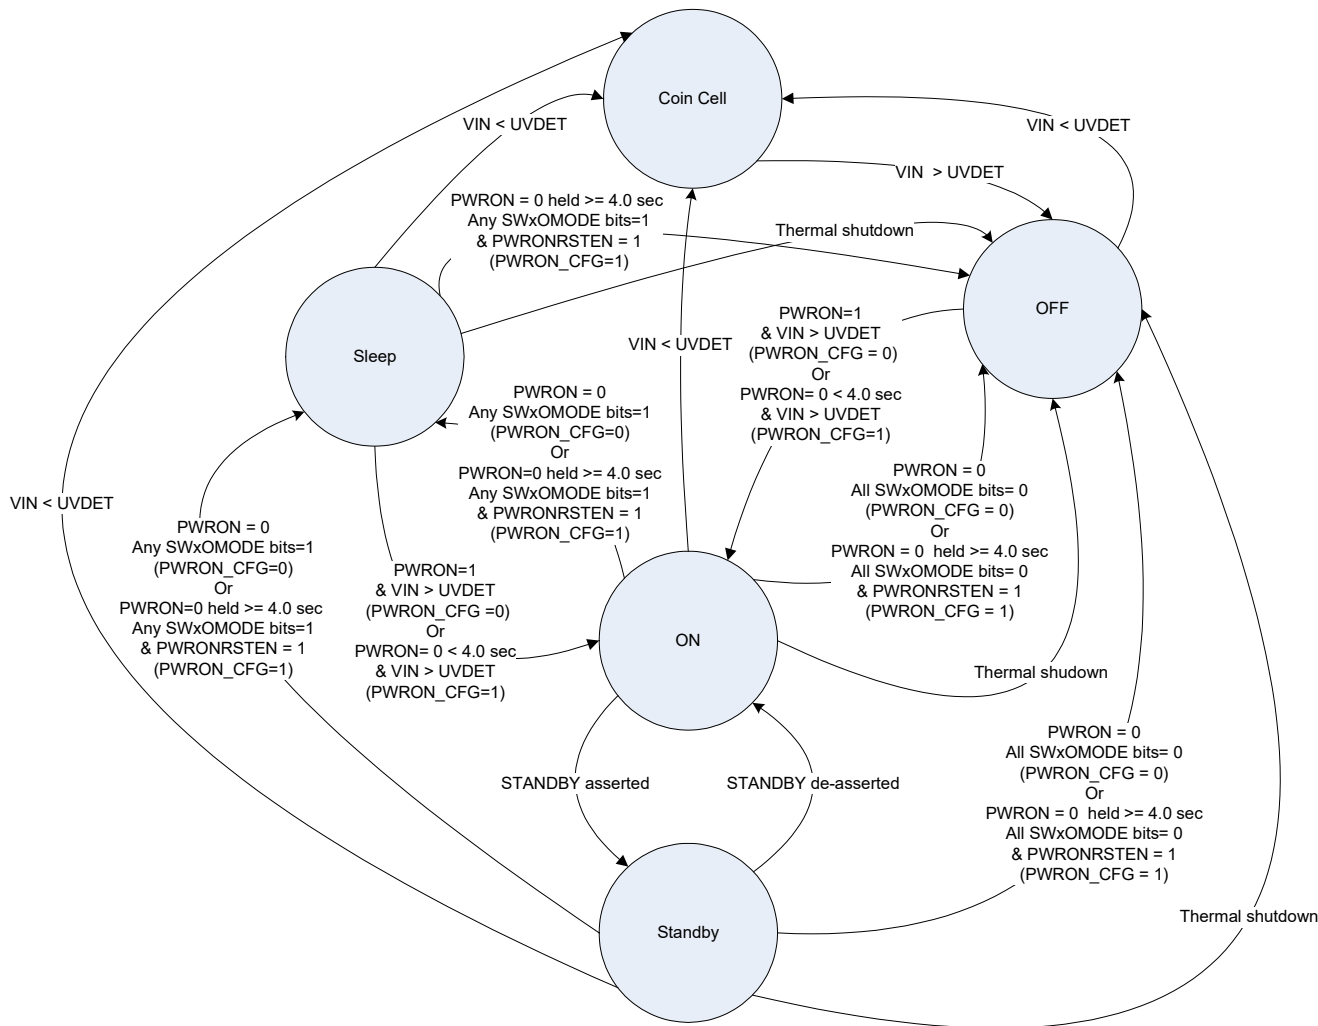 Coin Cell
VIN < UVDET
VIN < UVDET
VIN  > UVDET
PWRON = 0 held >= 4.0 sec
Any SWxOMODE bits=1
& PWRONRSTEN = 1
(PWRON_CFG=1)
Thermal shutdown
OFF
Sleep
PWRON=1
& VIN > UVDET
(PWRON_CFG = 0)
Or
PWRON= 0 < 4.0 sec
& VIN > UVDET
(PWRON_CFG=1)
VIN < UVDET
PWRON = 0
Any SWxOMODE bits=1
(PWRON_CFG=0)
Or
PWRON=0 held >= 4.0 sec
Any SWxOMODE bits=1
& PWRONRSTEN = 1
(PWRON_CFG=1)
PWRON = 0
All SWxOMODE bits= 0
(PWRON_CFG = 0)
Or
PWRON = 0  held >= 4.0 sec
All SWxOMODE bits= 0
& PWRONRSTEN = 1
(PWRON_CFG = 1)
VIN < UVDET
PWRON = 0
Any SWxOMODE bits=1
(PWRON_CFG=0)
Or
PWRON=0 held >= 4.0 sec
Any SWxOMODE bits=1
& PWRONRSTEN = 1
(PWRON_CFG=1)
PWRON=1
& VIN > UVDET
(PWRON_CFG =0)
Or
PWRON= 0 < 4.0 sec
& VIN > UVDET
(PWRON_CFG=1)
ON
Thermal shudown
STANDBY asserted
STANDBY de-asserted
PWRON = 0
All SWxOMODE bits= 0
(PWRON_CFG = 0)
Or
PWRON = 0  held >= 4.0 sec
All SWxOMODE bits= 0
& PWRONRSTEN = 1
(PWRON_CFG = 1)
Thermal shutdown
Standby